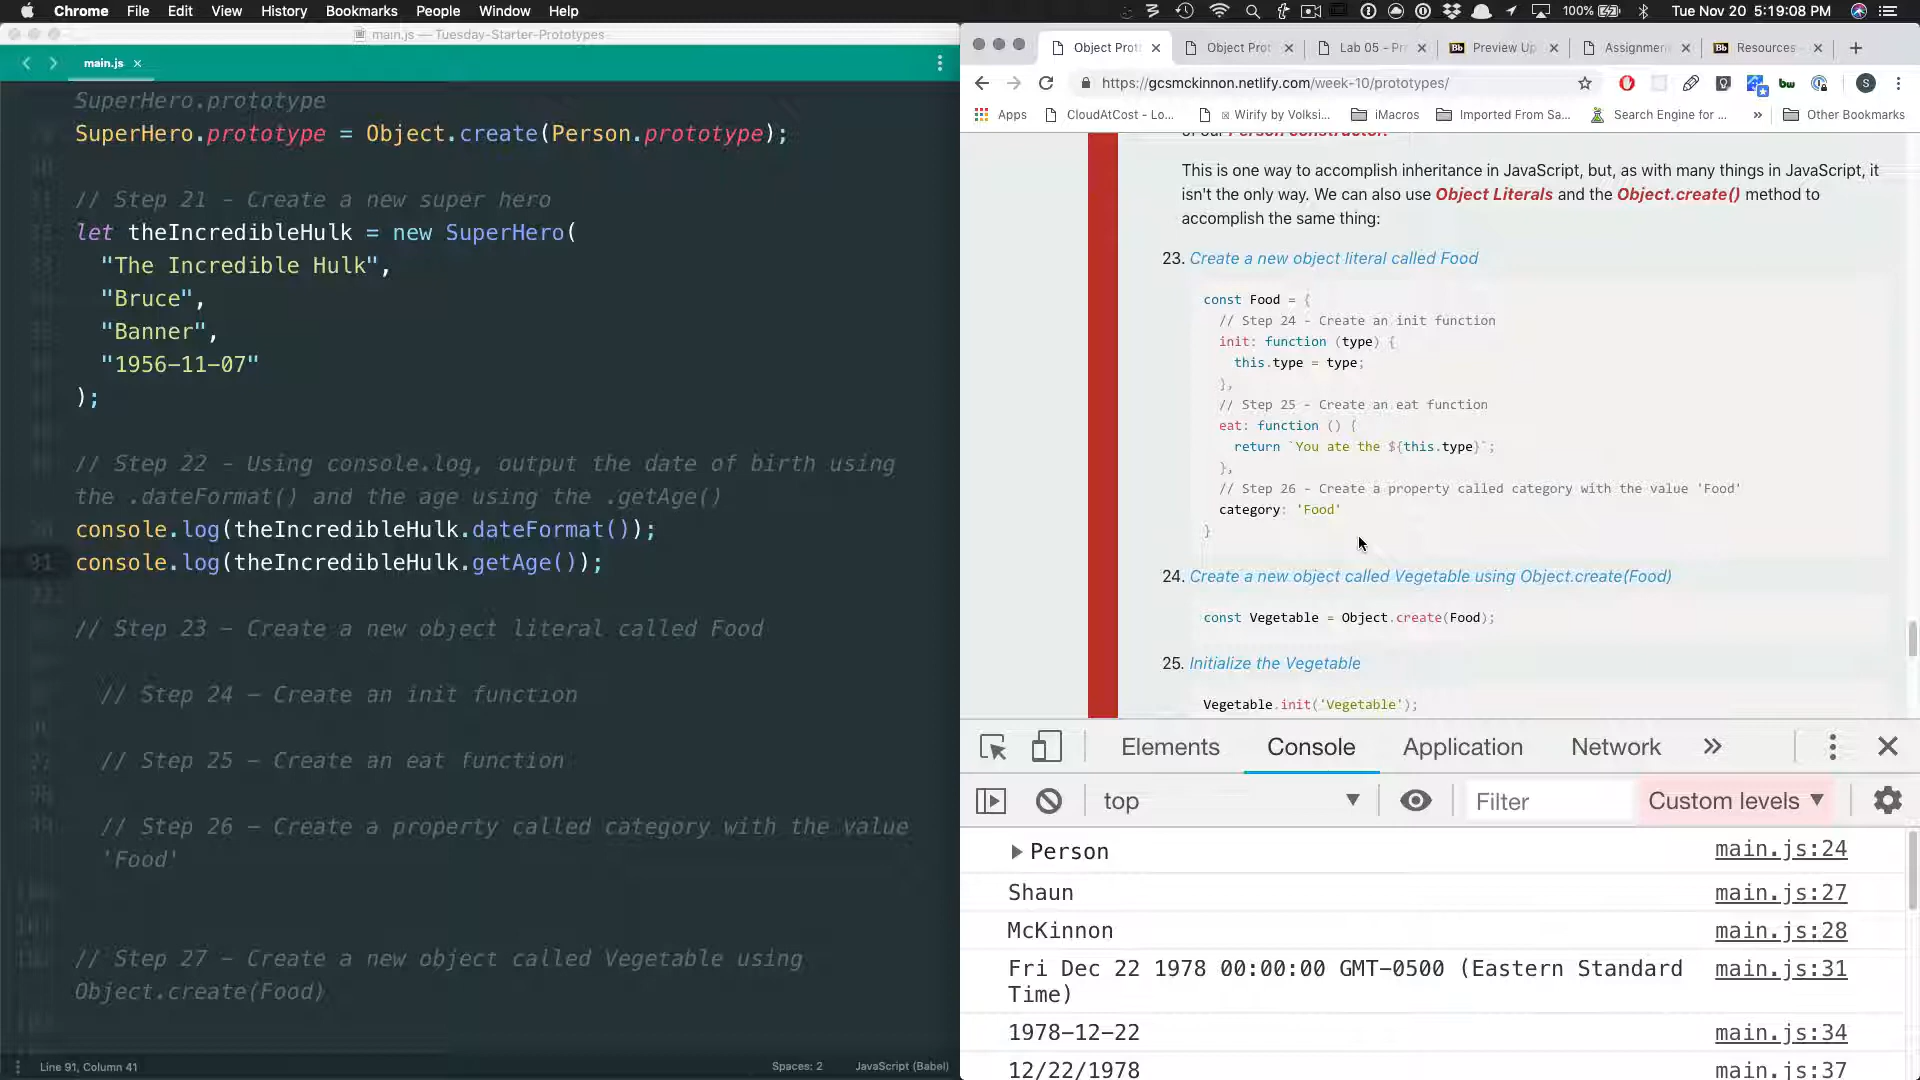 Chrome File Edit View History Bookmarks People Window Help
100% Tue Nov 20 5:19:08 PM
main.js — Tuesday-Starter-Prototypes
main.js ×
SuperHero.prototype
SuperHero.prototype = Object.create(Person.prototype);
// Step 21 - Create a new super hero
let theIncredibleHulk = new SuperHero(
"The Incredible Hulk",
"Bruce",
"Banner",
"1956-11-07"
);
// Step 22 - Using console.log, output the date of birth using
the .dateFormat() and the age using the .getAge()
console.log(theIncredibleHulk.dateFormat());
91 console.log(theIncredibleHulk.getAge());
// Step 23 - Create a new object literal called Food
// Step 24 - Create an init function
// Step 25 - Create an eat function
// Step 26 - Create a property called category with the value
'Food'
// Step 27 - Create a new object called Vegetable using
Object.create(Food)
Line 91, Column 41
Spaces: 2 JavaScript (Babel)
Object Prot × Object Prot × Lab 05 - Pr × Bb Preview Up × Assignmen × Bb Resources ×
https://gcsmckinnon.netlify.com/week-10/prototypes/
Apps CloudAtCost - Lo... Wirify by Volksi... iMacros Imported From Sa... Search Engine for ... » Other Bookmarks
of our Person constructor.
This is one way to accomplish inheritance in JavaScript, but, as with many things in JavaScript, it
isn't the only way. We can also use Object Literals and the Object.create() method to
accomplish the same thing:
23. Create a new object literal called Food
const Food = {
// Step 24 - Create an init function
init: function (type) {
this.type = type;
},
// Step 25 - Create an eat function
eat: function () {
return `You ate the ${this.type}`;
},
// Step 26 - Create a property called category with the value 'Food'
category: 'Food'
}
24. Create a new object called Vegetable using Object.create(Food)
const Vegetable = Object.create(Food);
25. Initialize the Vegetable
Vegetable.init('Vegetable');
Elements Console Application Network »
top Filter Custom levels
Person main.js:24
Shaun main.js:27
McKinnon main.js:28
Fri Dec 22 1978 00:00:00 GMT-0500 (Eastern Standard main.js:31
Time)
1978-12-22 main.js:34
12/22/1978 main.js:37